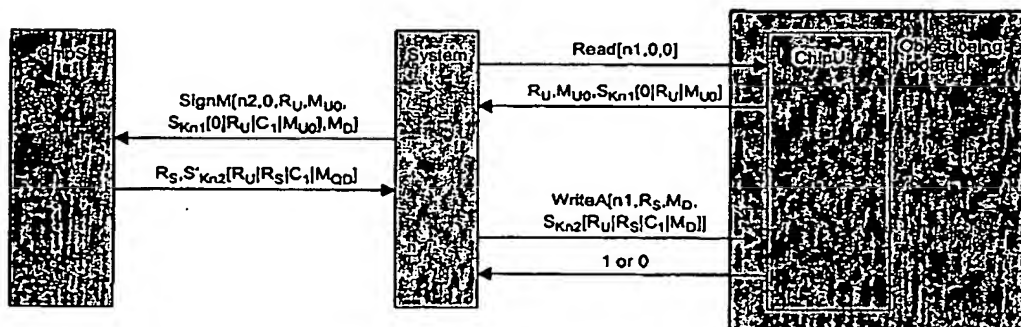 ChipS
System
Read[n1,0,0]
ChipU
Object being
updated
R_U,M_U0,S_Kn1[0|R_U|M_U0]
SignM[n2,0,R_U,M_U0,
S_Kn1[0|R_U|C_1|M_U0],M_D]
R_S,S'_Kn2[R_U|R_S|C_1|M_QD]
WriteA[n1,R_S,M_D,
S_Kn2[R_U|R_S|C_1|M_D]]
1 or 0